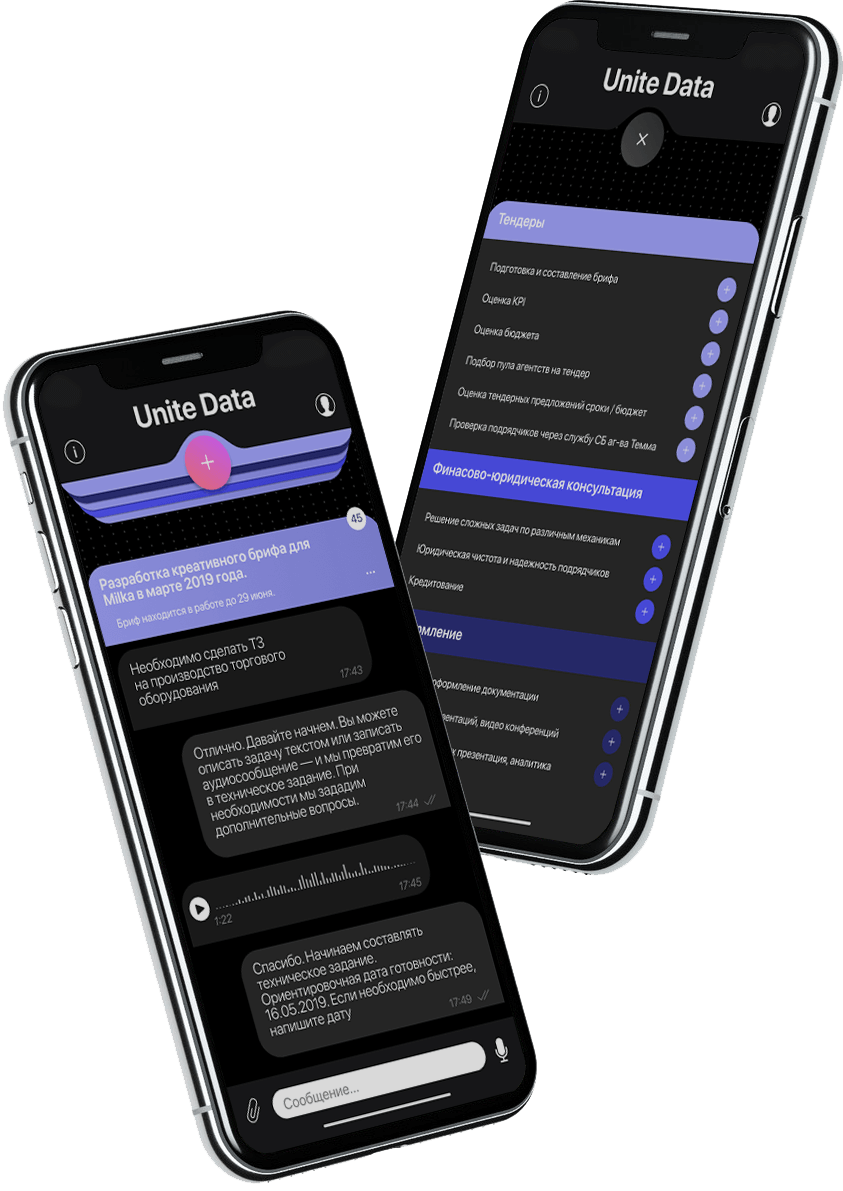 Unite Data
Тендеры
Подготовка и составление брифа
Оценка KPI
Оценка бюджета
Подбор пула агентств на тендер
Оценка тендерных предложений сроки / бюджет
Проверка подрядчиков через службу СБ аг-ва Темма
Финасово-юридическая консультация
Решение сложных задач по различным механикам
Юридическая чистота и надежность подрядчиков
Кредитование
мление
оформление документации
ентаций, видео конференций
х презентация, аналитика
Unite Data
45
Разработка креативного брифа для
Milka в марте 2019 года.
Бриф находится в работе до 29 июня.
...
Необходимо сделать ТЗ
на производство торгового
оборудования
17:43
Отлично. Давайте начнем. Вы можете
описать задачу текстом или записать
аудиосообщение — и мы превратим его
в техническое задание. При
необходимости мы зададим
дополнительные вопросы.
17:44
1:22
17:45
Спасибо. Начинаем составлять
техническое задание.
Ориентировочная дата готовности:
16.05.2019. Если необходимо быстрее,
напишите дату
17:49
Сообщение...